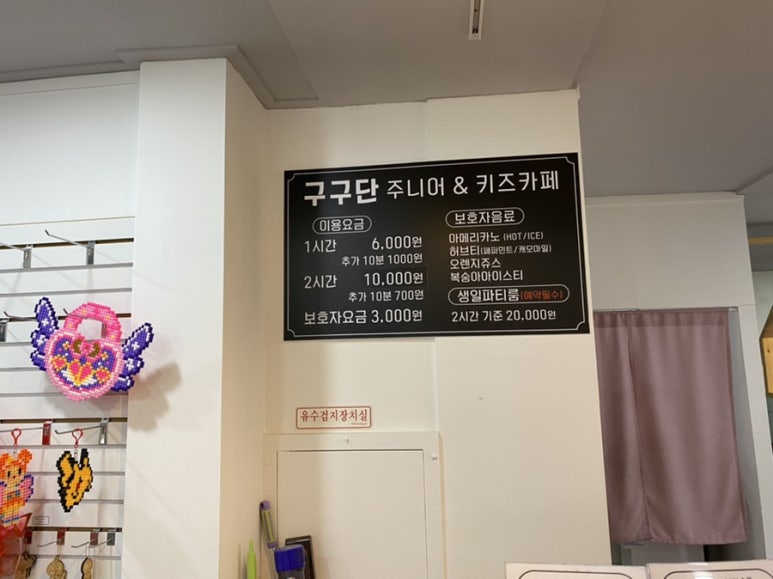 구구단 주니어 & 키즈카페
이용요금
1시간 6,000원
추가 10분 1000원
2시간 10,000원
추가 10분 700원
보호자요금 3,000원
보호자음료
아메리카노 (HOT/ICE)
허브티(페퍼민트/캐모마일)
오렌지쥬스
복숭아아이스티
생일파티룸(예약필수)
2시간 기준 20,000원
유수검지장치실